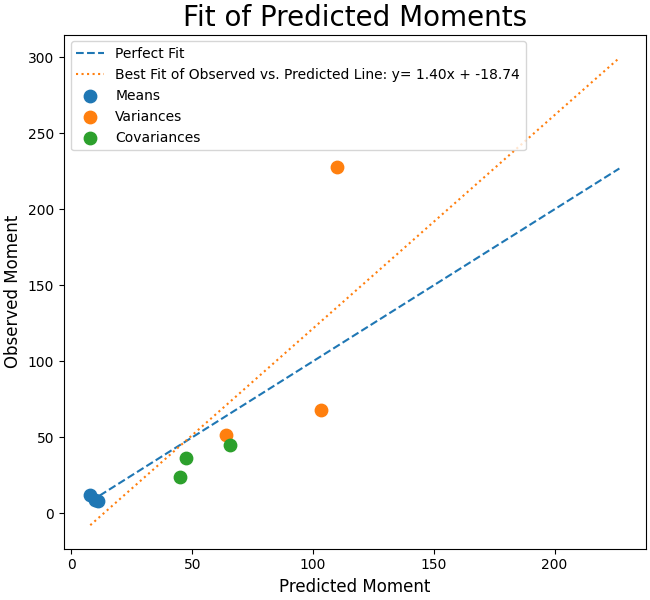 Fit of Predicted Moments
Perfect Fit
Best Fit of Observed vs. Predicted Line: y= 1.40x + -18.74
Means
Variances
Covariances
300
250
200
150
100
50
0
Observed Moment
0 50 100 150 200
Predicted Moment